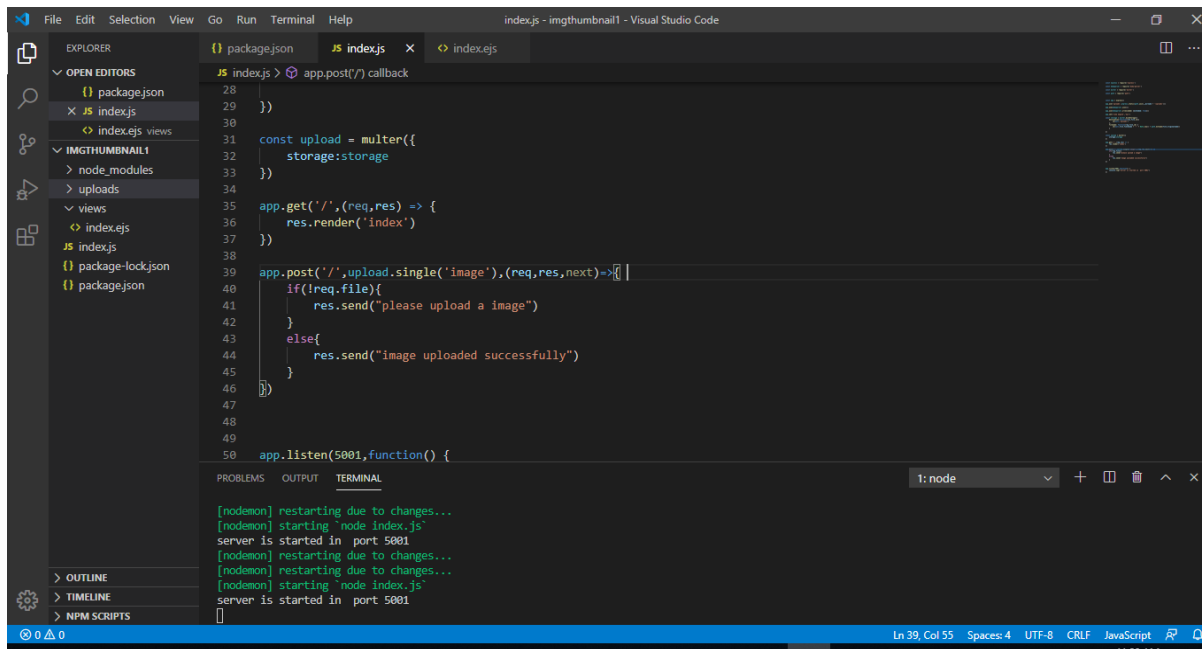 File Edit Selection View Go Run Terminal Help index.js - imgthumbnail1 - Visual Studio Code
EXPLORER
OPEN EDITORS
{} package.json
JS index.js
<> index.ejs views
IMGTHUMBNAIL1
node_modules
uploads
views
<> index.ejs
JS index.js
{} package-lock.json
{} package.json
OUTLINE
TIMELINE
NPM SCRIPTS
{} package.json JS index.js <> index.ejs
JS index.js > app.post('/') callback
28
29 })
30
31 const upload = multer({
32 storage:storage
33 })
34
35 app.get('/',(req,res) => {
36 res.render('index')
37 })
38
39 app.post('/',upload.single('image'),(req,res,next)=>{
40 if(!req.file){
41 res.send("please upload a image")
42 }
43 else{
44 res.send("image uploaded successfully")
45 }
46 })
47
48
49
50 app.listen(5001,function() {
PROBLEMS OUTPUT TERMINAL 1: node
[nodemon] restarting due to changes...
[nodemon] starting `node index.js`
server is started in  port 5001
[nodemon] restarting due to changes...
[nodemon] restarting due to changes...
[nodemon] starting `node index.js`
server is started in  port 5001
0 0 Ln 39, Col 55 Spaces: 4 UTF-8 CRLF JavaScript